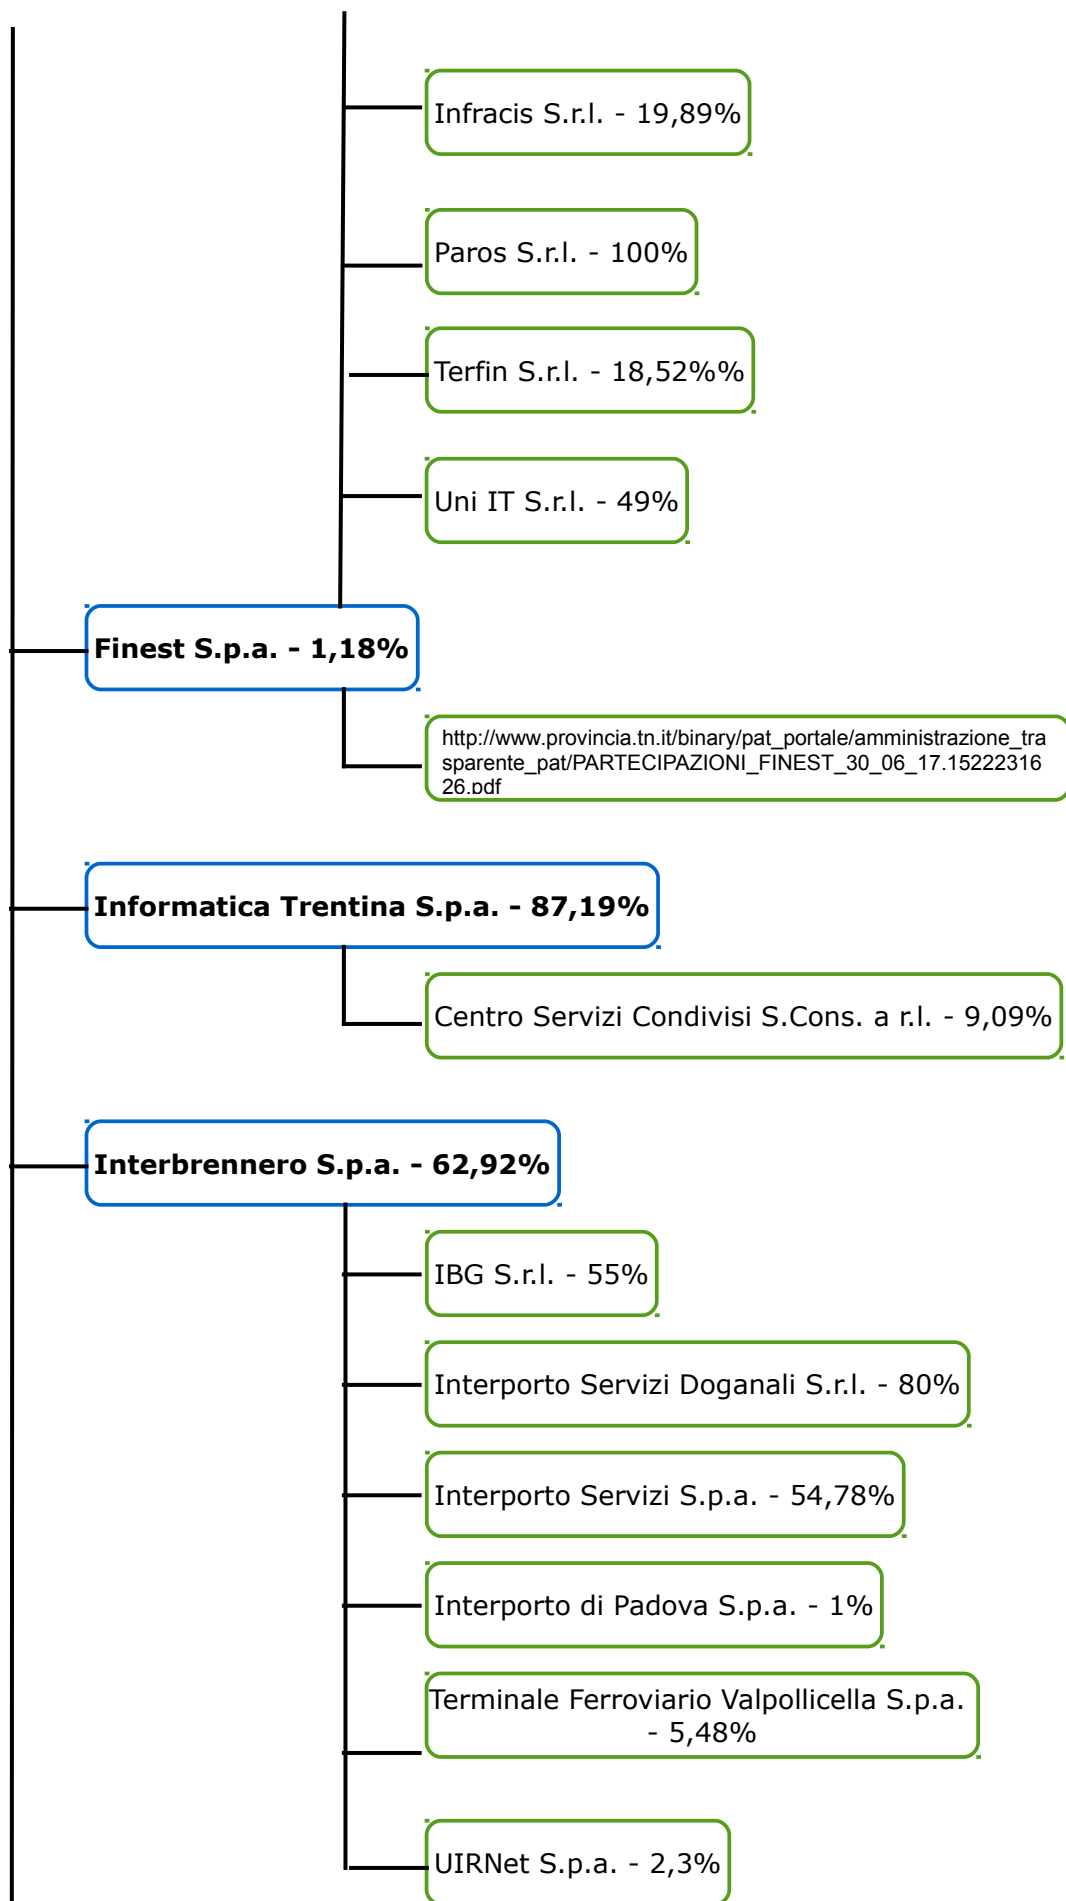 Infracis S.r.l. - 19,89%
Paros S.r.l. - 100%
Terfin S.r.l. - 18,52%%
Uni IT S.r.l. - 49%
Finest S.p.a. - 1,18%
http://www.provincia.tn.it/binary/pat_portale/amministrazione_tra
sparente_pat/PARTECIPAZIONI_FINEST_30_06_17.15222316
26.pdf
Informatica Trentina S.p.a. - 87,19%
Centro Servizi Condivisi S.Cons. a r.l. - 9,09%
Interbrennero S.p.a. - 62,92%
IBG S.r.l. - 55%
Interporto Servizi Doganali S.r.l. - 80%
Interporto Servizi S.p.a. - 54,78%
Interporto di Padova S.p.a. - 1%
Terminale Ferroviario Valpollicella S.p.a.
- 5,48%
UIRNet S.p.a. - 2,3%